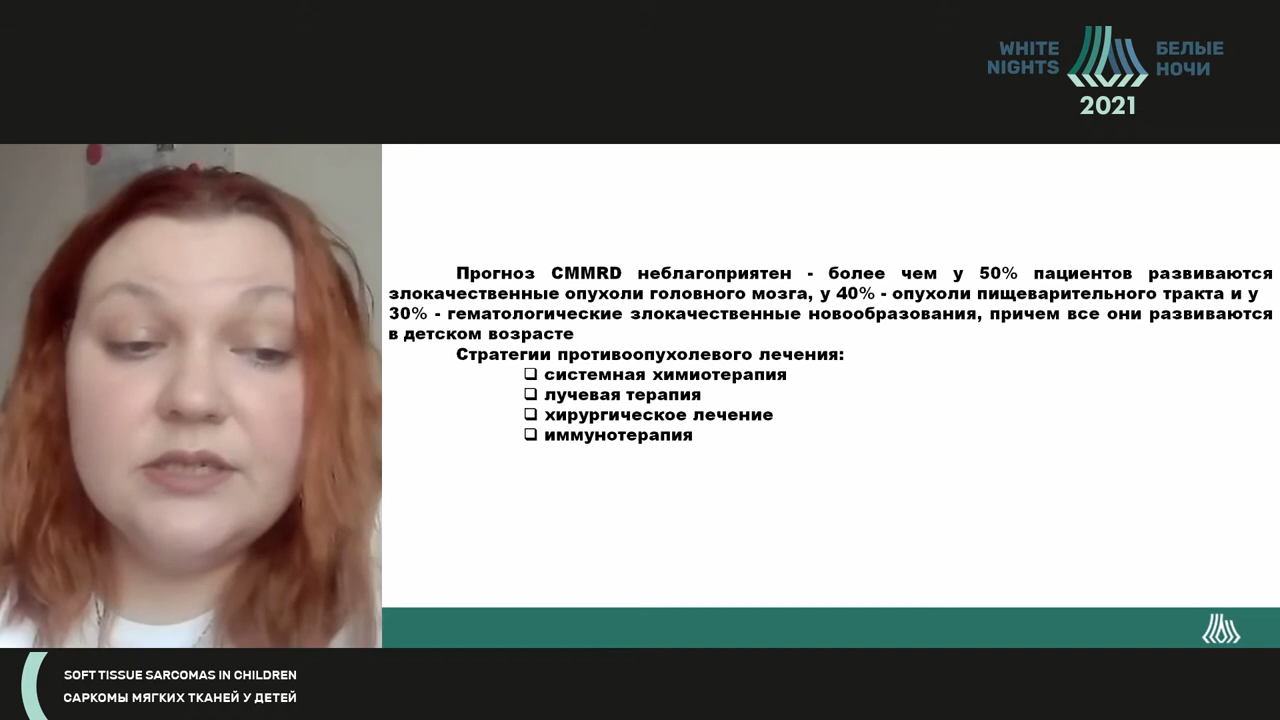 WHITE NIGHTS
БЕЛЫЕ НОЧИ
2021
Прогноз CMMRD неблагоприятен - более чем у 50% пациентов развиваются
злокачественные опухоли головного мозга, у 40% - опухоли пищеварительного тракта и у
30% - гематологические злокачественные новообразования, причем все они развиваются
в детском возрасте
Стратегии противоопухолевого лечения:
❑ системная химиотерапия
❑ лучевая терапия
❑ хирургическое лечение
❑ иммунотерапия
SOFT TISSUE SARCOMAS IN CHILDREN
САРКОМЫ МЯГКИХ ТКАНЕЙ У ДЕТЕЙ